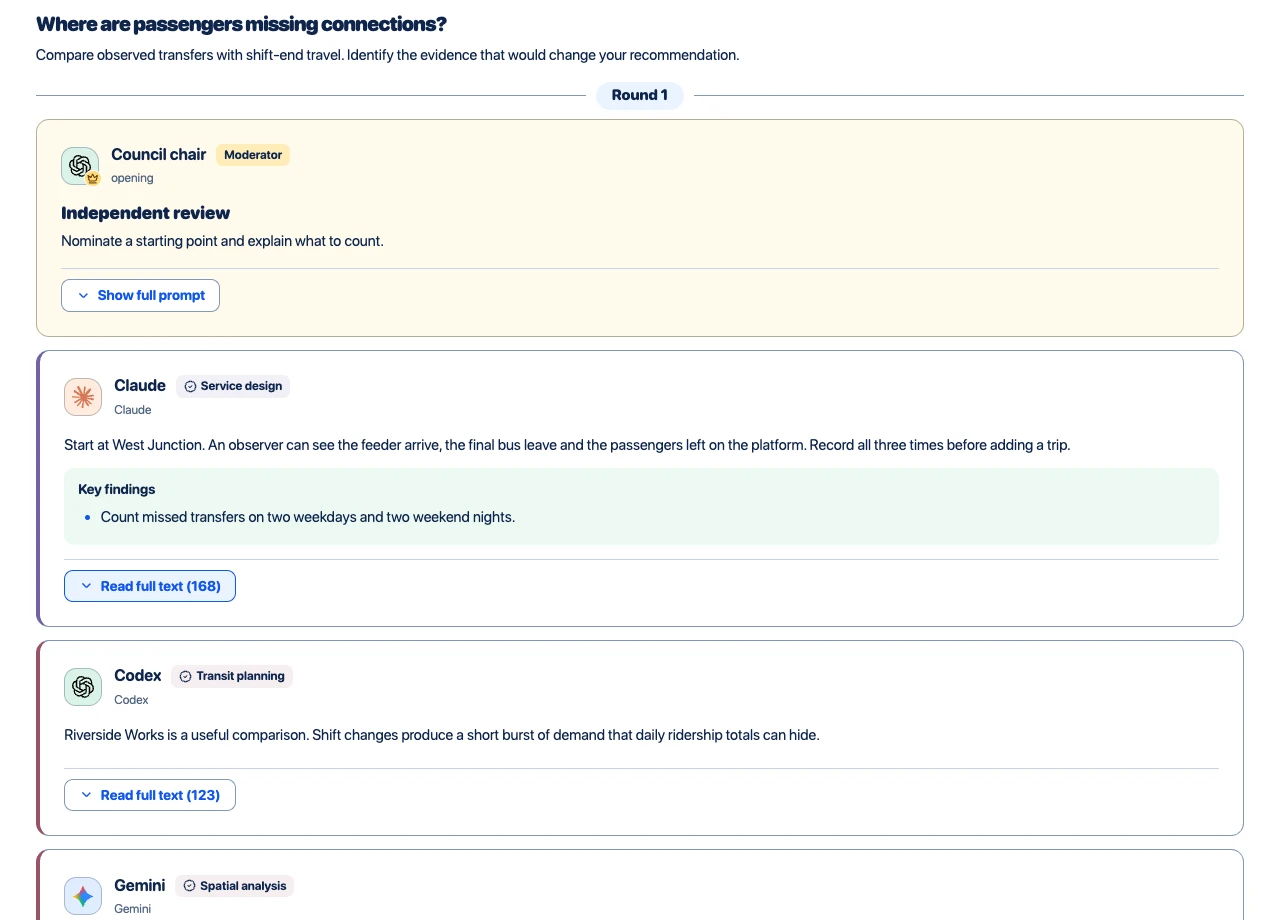 Where are passengers missing connections?
Compare observed transfers with shift-end travel. Identify the evidence that would change your recommendation.
Round 1
Council chair
Moderator
opening
Independent review
Nominate a starting point and explain what to count.
Show full prompt
Claude
Service design
Claude
Start at West Junction. An observer can see the feeder arrive, the final bus leave and the passengers left on the platform. Record all three times before adding a trip.
Key findings
Count missed transfers on two weekdays and two weekend nights.
Read full text (168)
Codex
Transit planning
Codex
Riverside Works is a useful comparison. Shift changes produce a short burst of demand that daily ridership totals can hide.
Read full text (123)
Gemini
Spatial analysis
Gemini